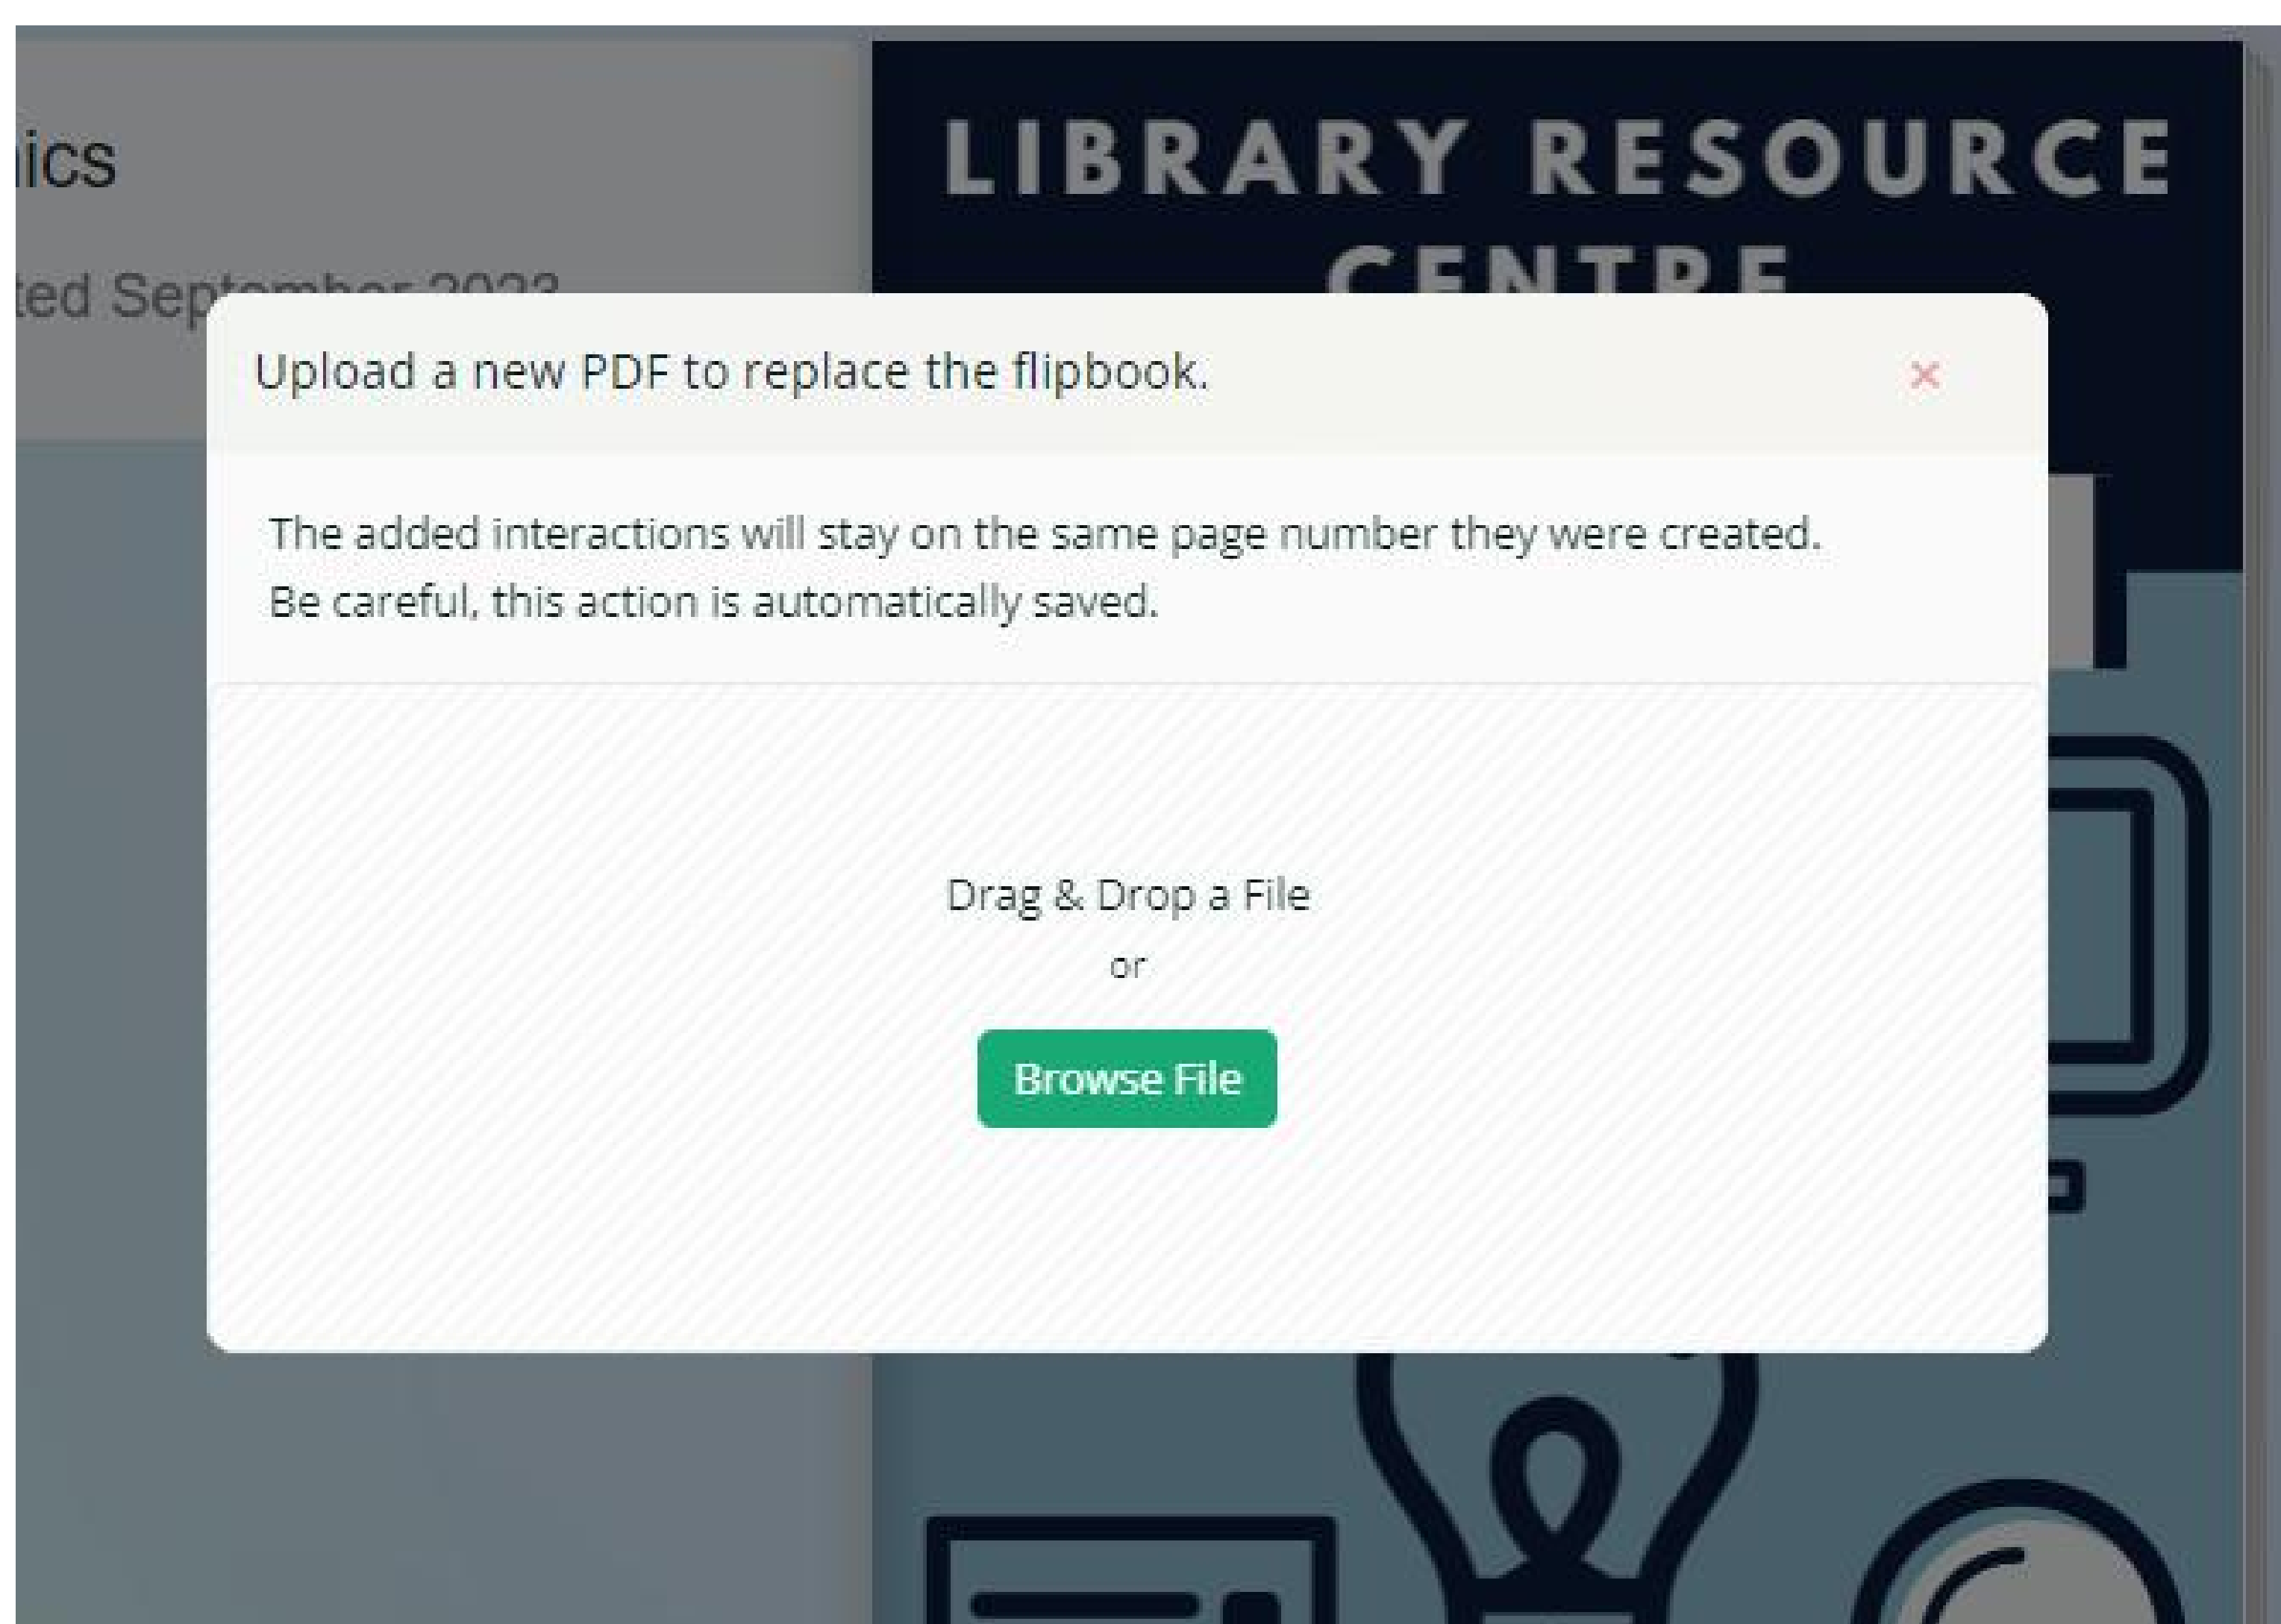 ics
LIBRARY RESOURCE
CENTRE
ted September 2023
Upload a new PDF to replace the flipbook.
×
The added interactions will stay on the same page number they were created.
Be careful, this action is automatically saved.
Drag & Drop a File
or
Browse File